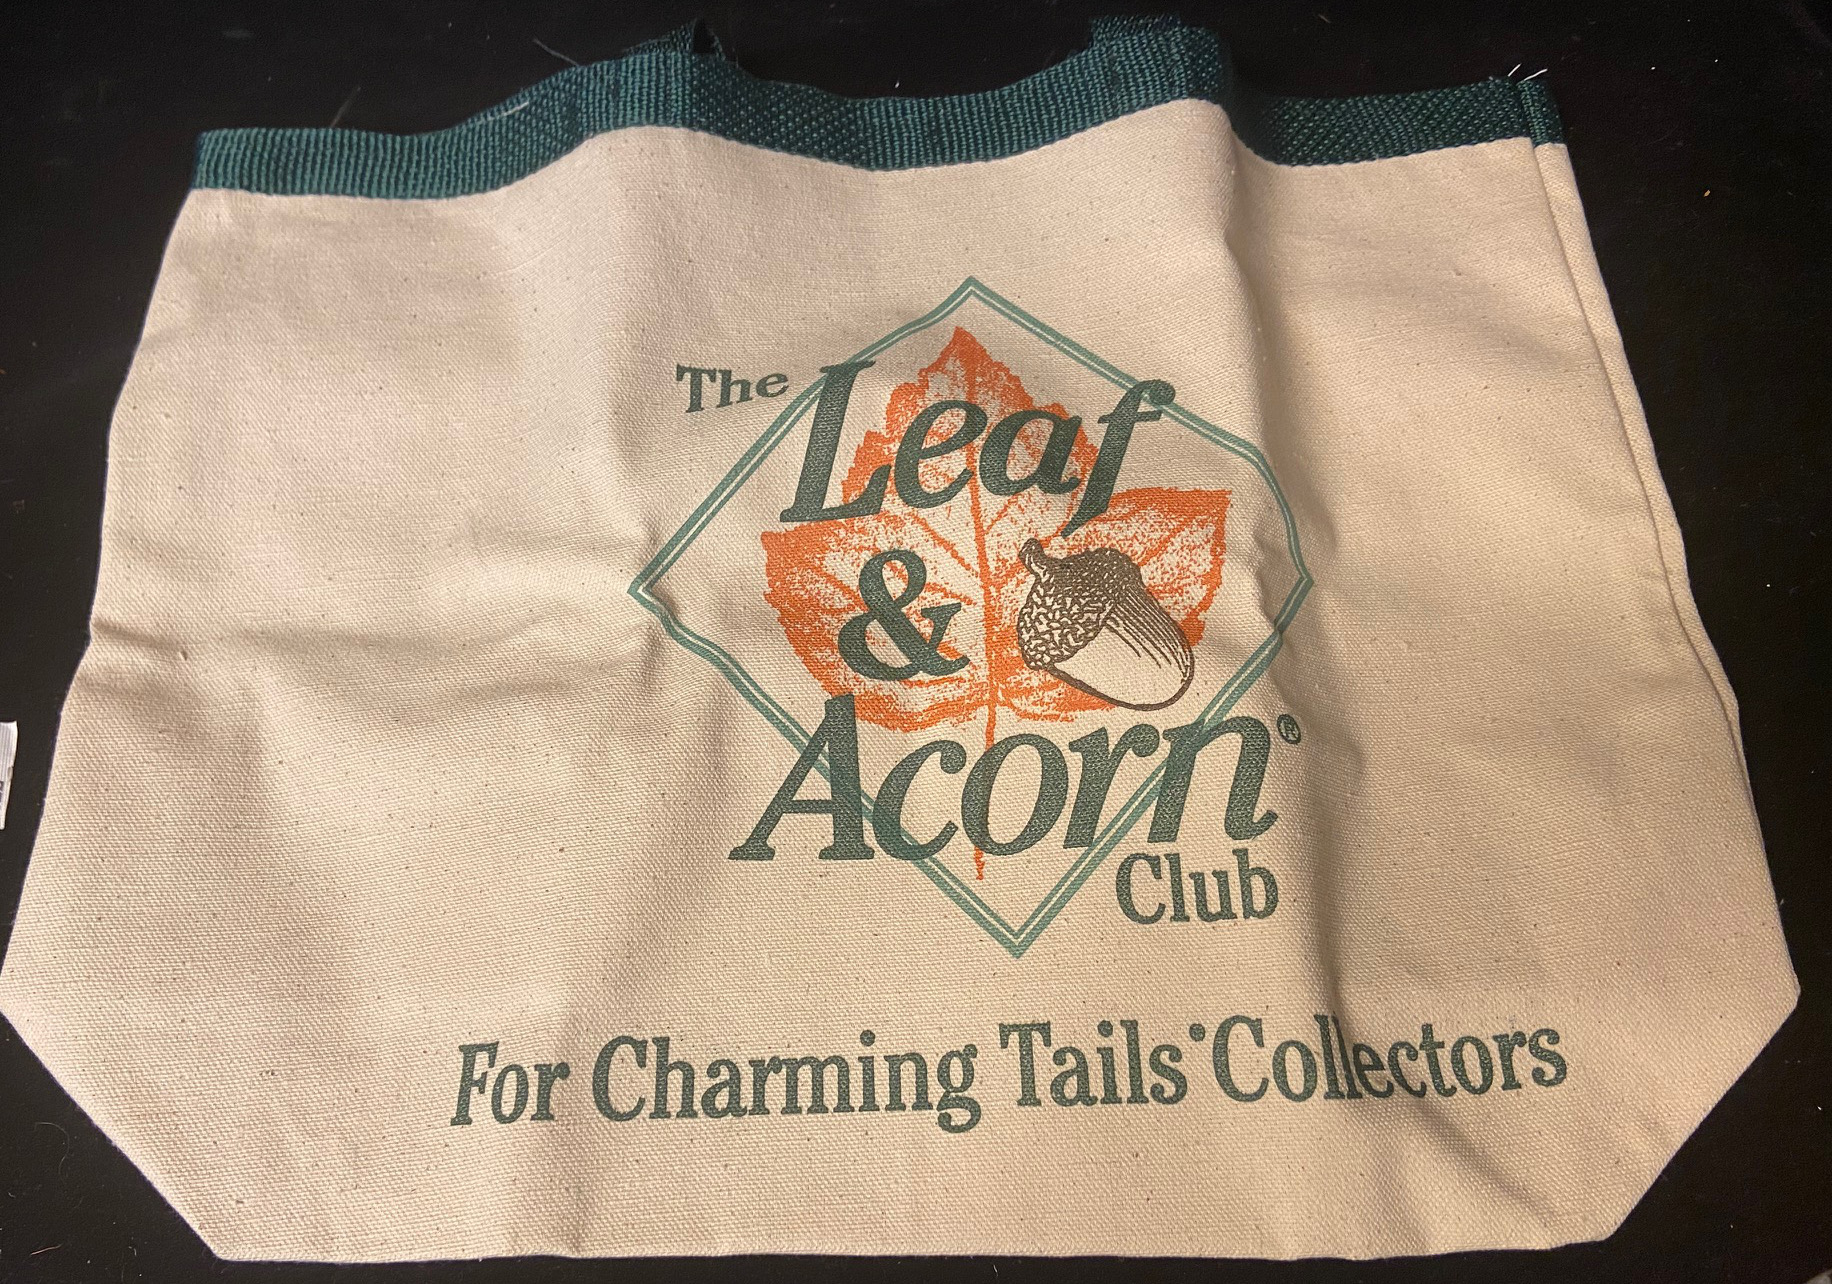 The Leaf
&
Acorn®
Club
For Charming Tails® Collectors